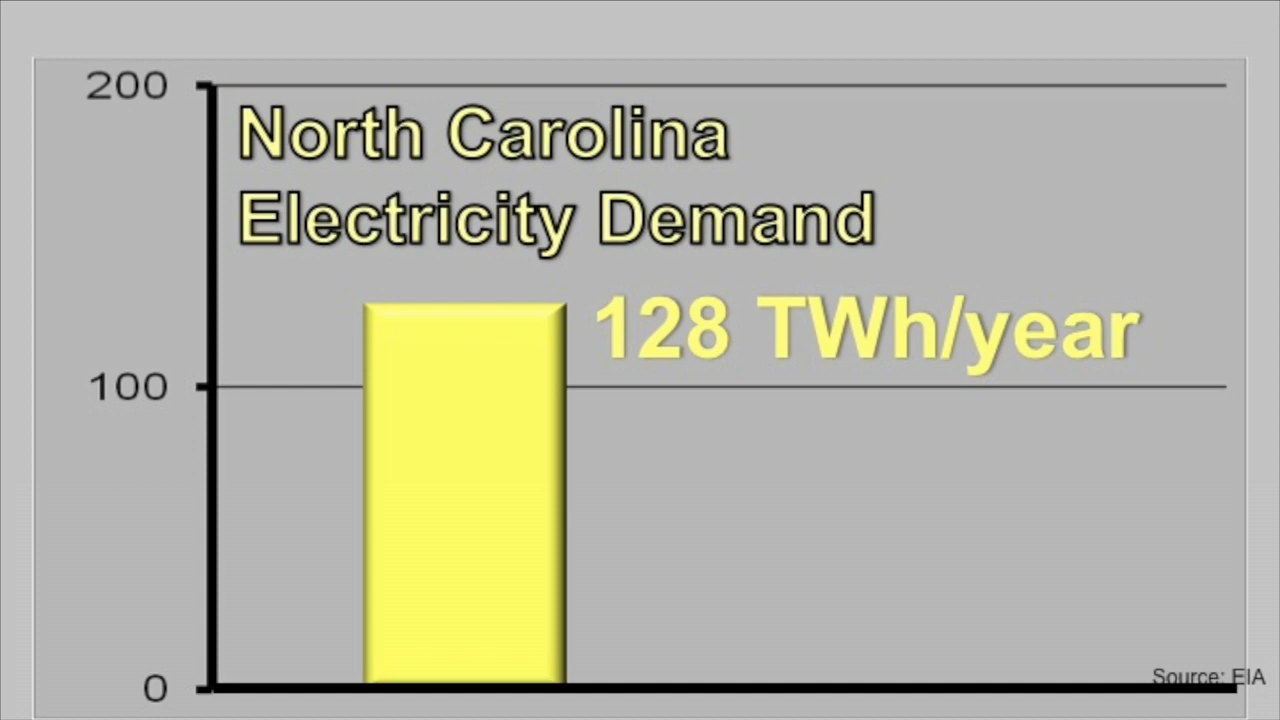 200
North Carolina
Electricity Demand
128 TWh/year
100
0
Source: EIA